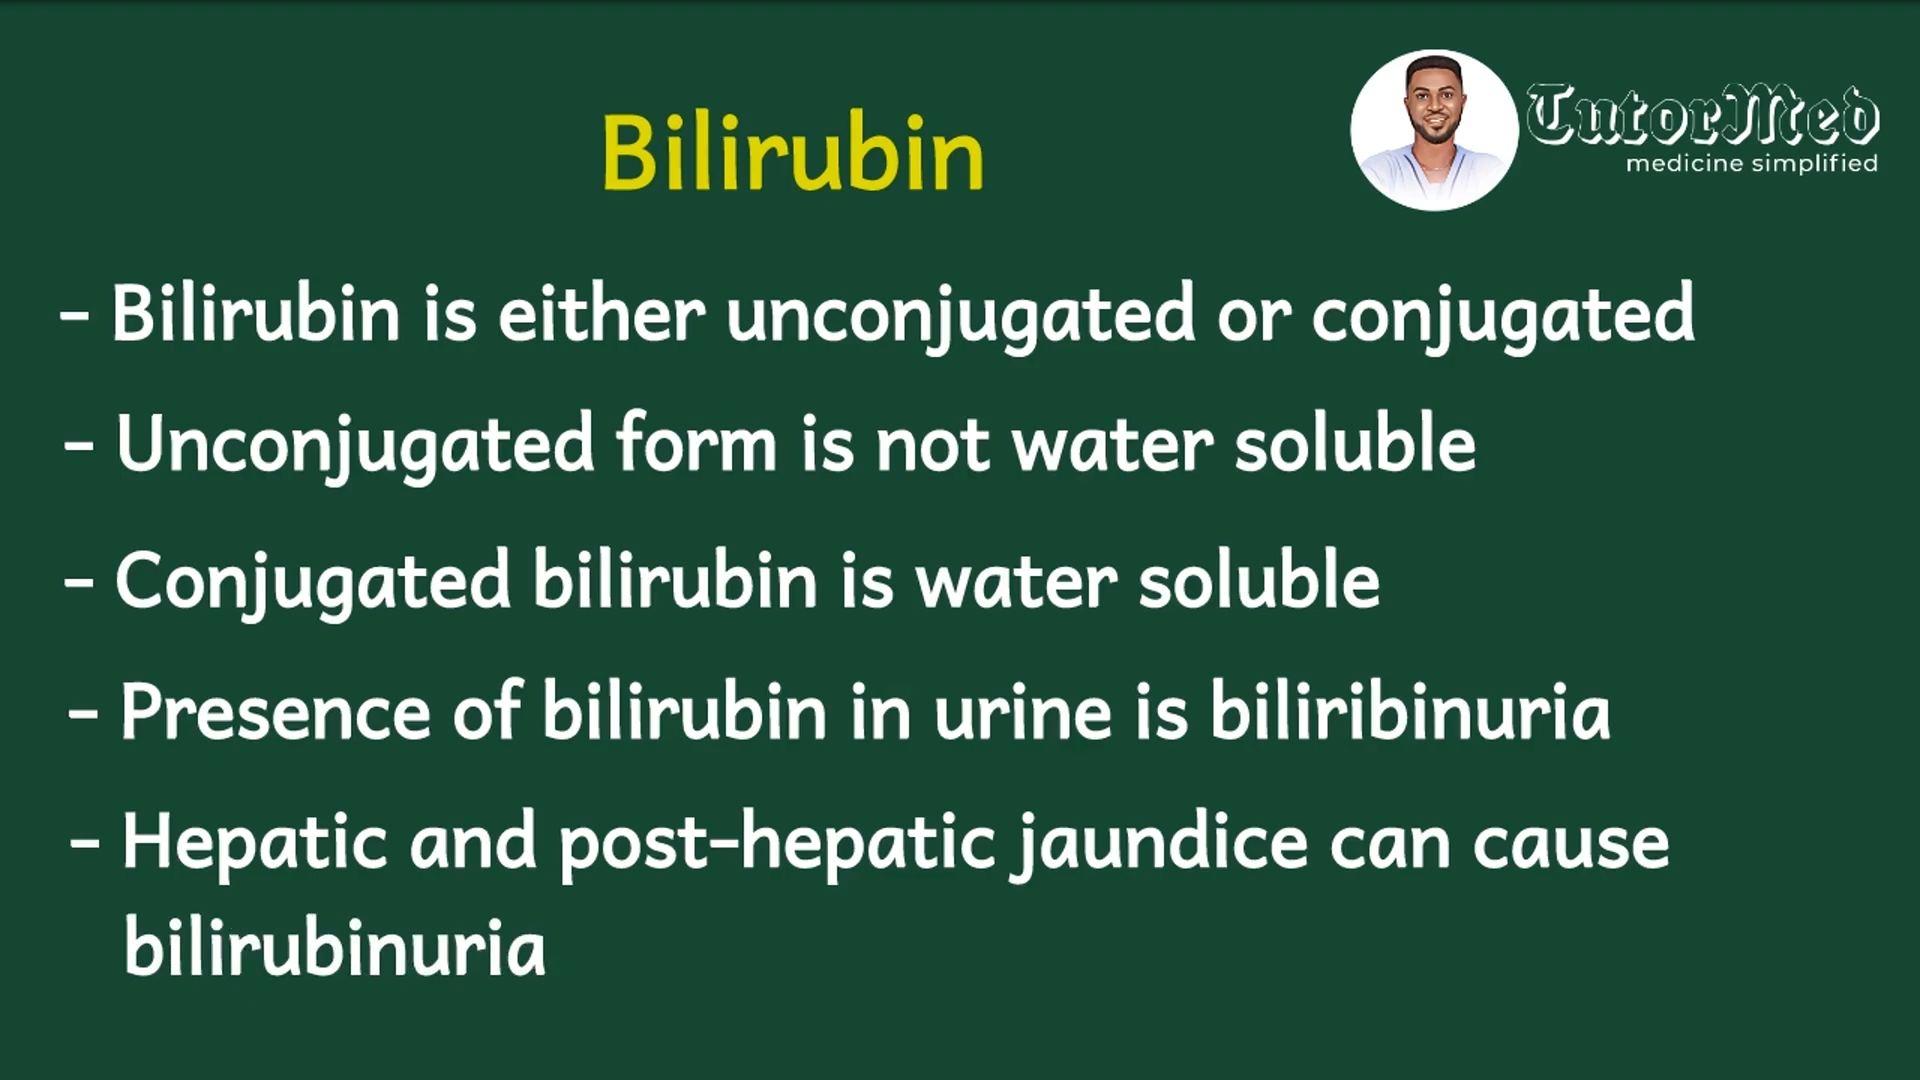 TutorMed
medicine simplified
Bilirubin
- Bilirubin is either unconjugated or conjugated
- Unconjugated form is not water soluble
- Conjugated bilirubin is water soluble
- Presence of bilirubin in urine is biliribinuria
- Hepatic and post-hepatic jaundice can cause
bilirubinuria